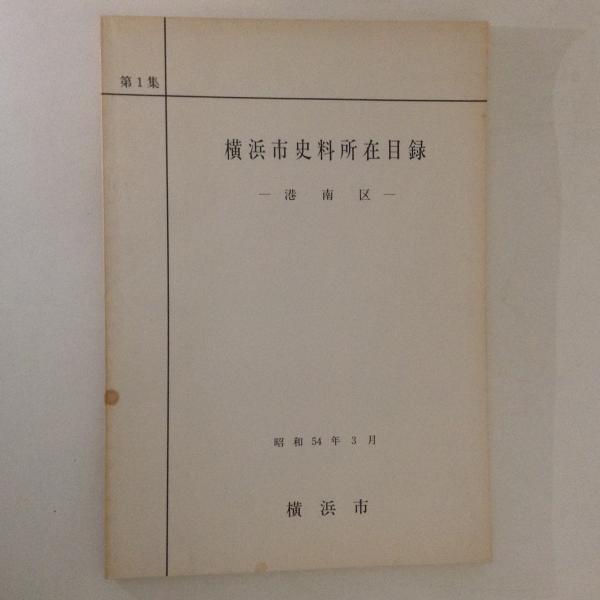 第1集
横浜市史料所在目録
― 港南区 ―
昭和54年3月
横浜市